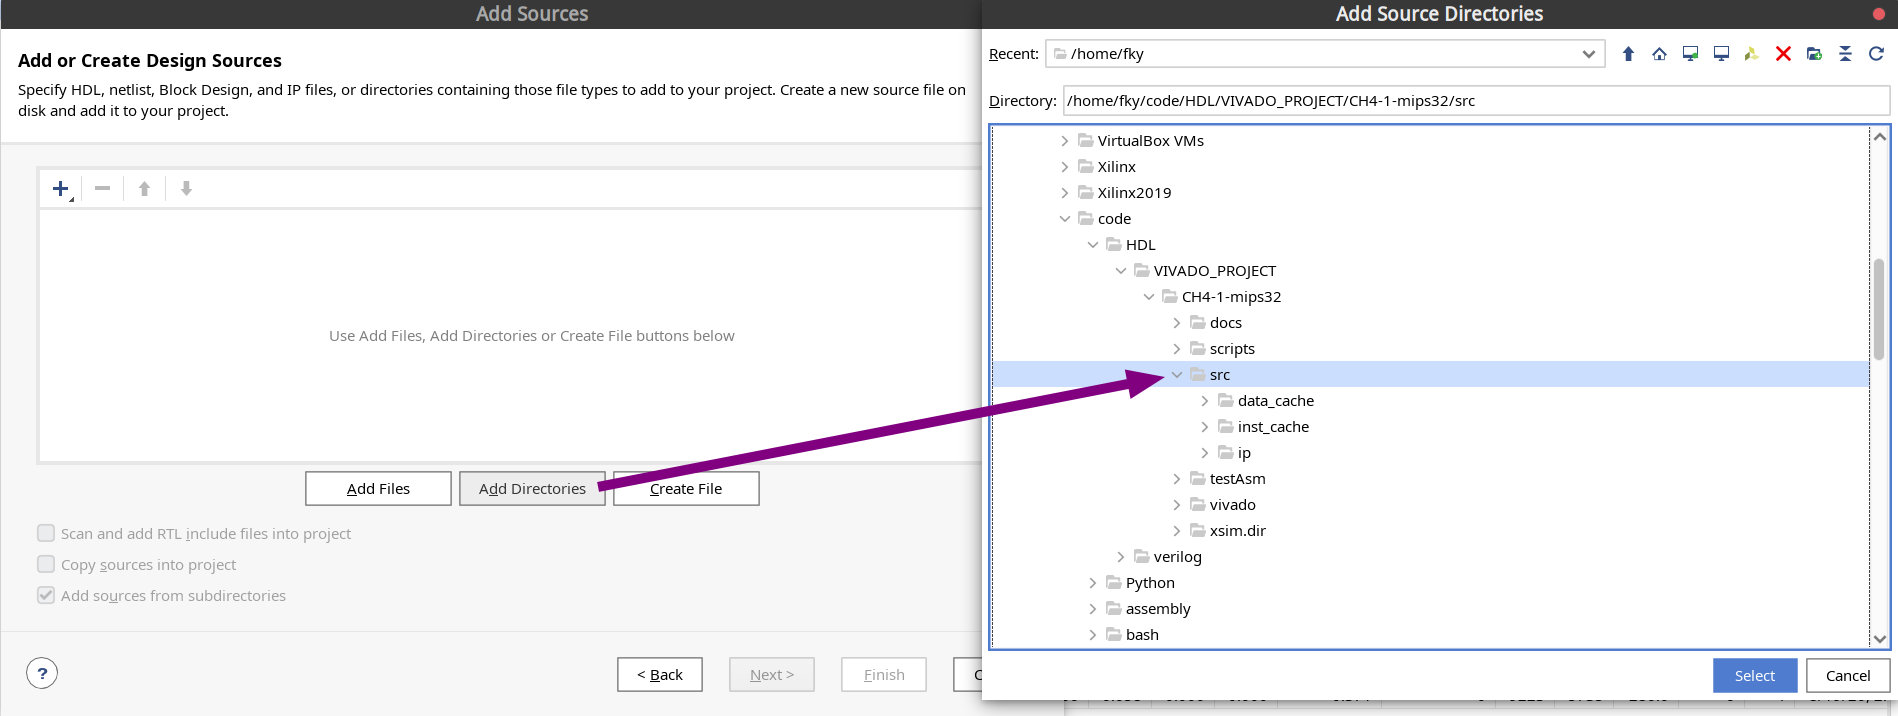 Add Sources
Add or Create Design Sources
Specify HDL, netlist, Block Design, and IP files, or directories containing those file types to add to your project. Create a new source file on
disk and add it to your project.
Use Add Files, Add Directories or Create File buttons below
Add Files
Add Directories
Create File
Scan and add RTL include files into project
Copy sources into project
Add sources from subdirectories
?
< Back
Next >
Finish
Add Source Directories
Recent:
/home/fky
Directory:
/home/fky/code/HDL/VIVADO_PROJECT/CH4-1-mips32/src
VirtualBox VMs
Xilinx
Xilinx2019
code
HDL
VIVADO_PROJECT
CH4-1-mips32
docs
scripts
src
data_cache
inst_cache
ip
testAsm
vivado
xsim.dir
verilog
Python
assembly
bash
Select
Cancel